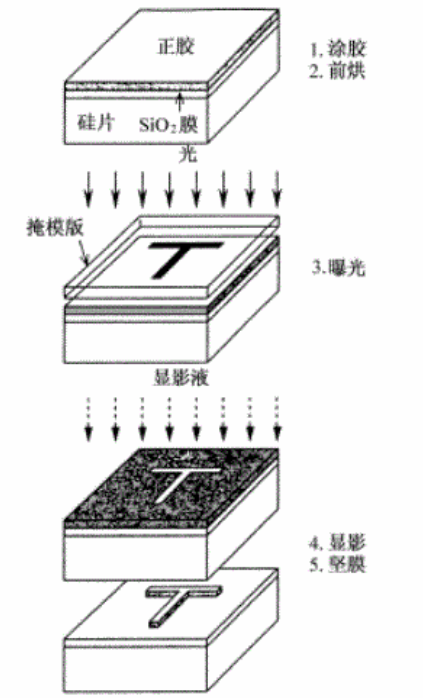 正胶
1. 涂胶
2. 前烘
硅片 SiO₂膜
光
掩模版
3. 曝光
显影液
4. 显影
5. 坚膜